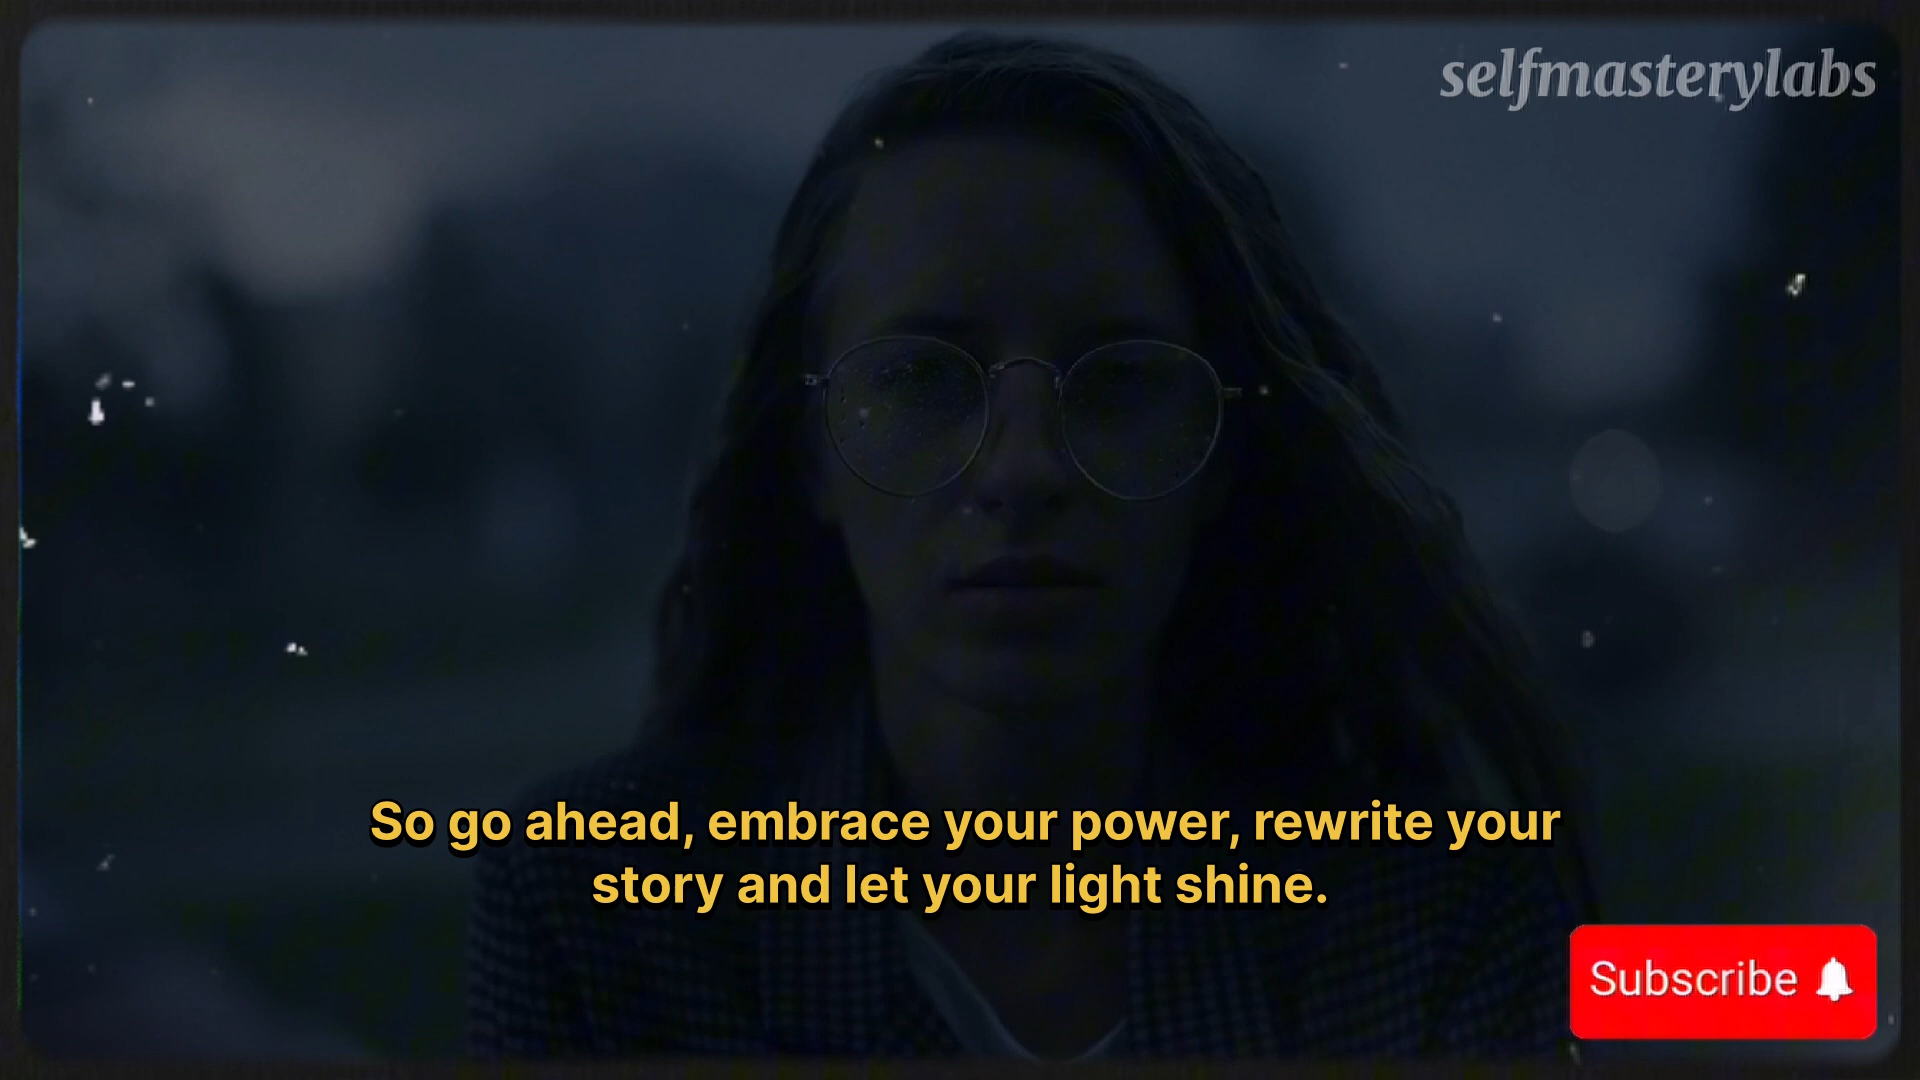 selfmasterylabs
So go ahead, embrace your power, rewrite your
story and let your light shine.
Subscribe